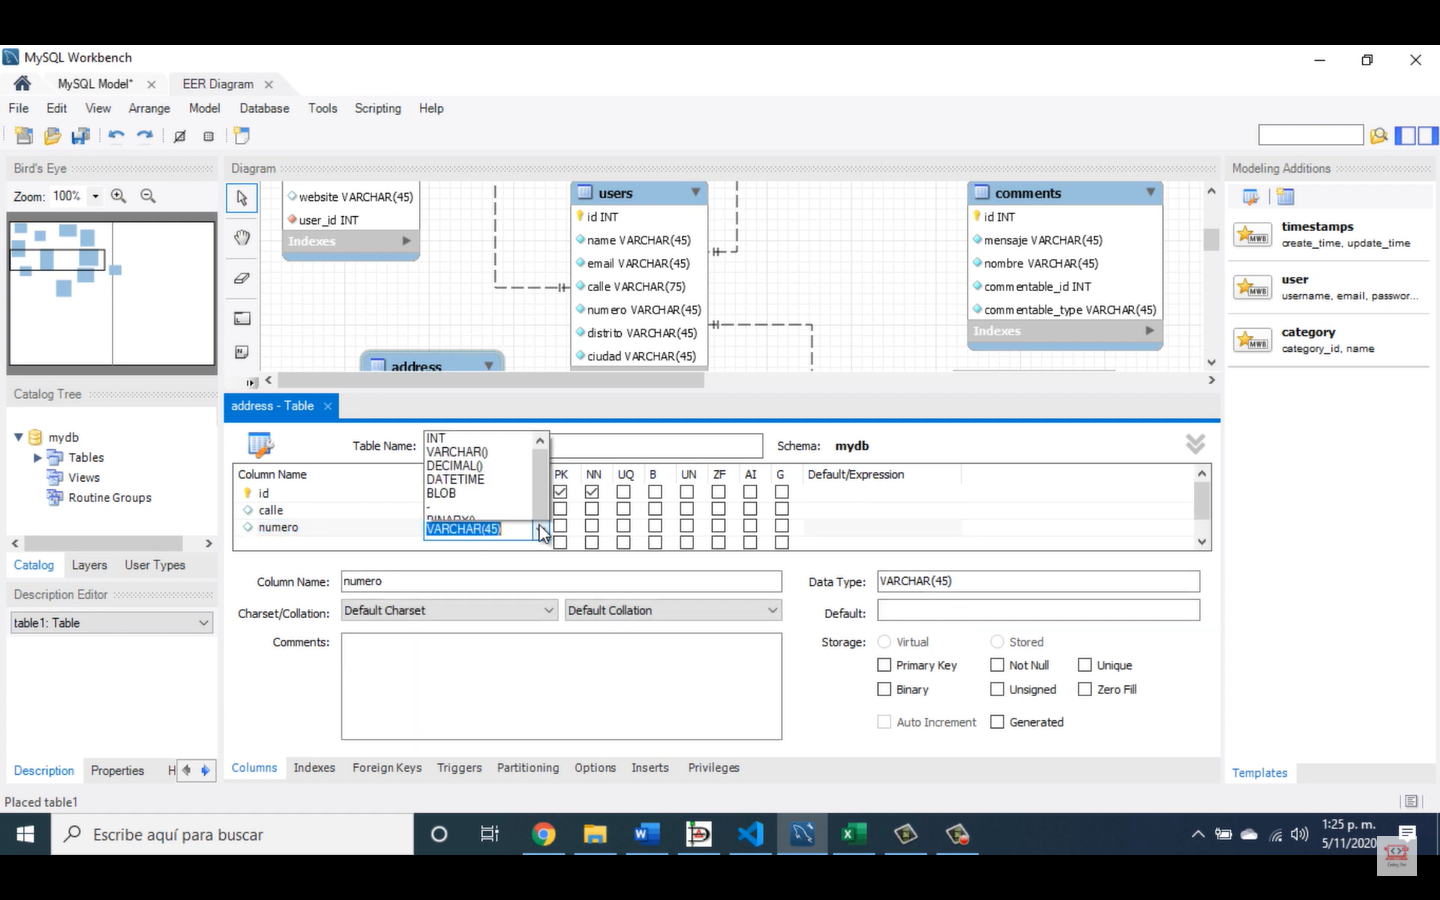 MySQL Workbench
MySQL Model* EER Diagram
File Edit View Arrange Model Database Tools Scripting Help
Bird's Eye
Zoom: 100%
Catalog Tree
mydb
Tables
Views
Routine Groups
Catalog Layers User Types
Description Editor
table1: Table
Description Properties H
Diagram
website VARCHAR(45)
user_id INT
Indexes
users
id INT
name VARCHAR(45)
email VARCHAR(45)
calle VARCHAR(75)
numero VARCHAR(45)
distrito VARCHAR(45)
ciudad VARCHAR(45)
address
comments
id INT
mensaje VARCHAR(45)
nombre VARCHAR(45)
commentable_id INT
commentable_type VARCHAR(45)
Indexes
address - Table
Table Name: Schema: mydb
Column Name PK NN UQ B UN ZF AI G Default/Expression
id
calle
numero
INT
VARCHAR()
DECIMAL()
DATETIME
BLOB
-
BINARY()
VARCHAR(45)
Column Name: numero
Charset/Collation: Default Charset Default Collation
Comments:
Data Type: VARCHAR(45)
Default:
Storage: Virtual Stored
Primary Key Not Null Unique
Binary Unsigned Zero Fill
Auto Increment Generated
Columns Indexes Foreign Keys Triggers Partitioning Options Inserts Privileges
Modeling Additions
MWB timestamps
create_time, update_time
MWB user
username, email, passwor...
MWB category
category_id, name
Templates
Placed table1
Escribe aquí para buscar
1:25 p. m.
5/11/2020